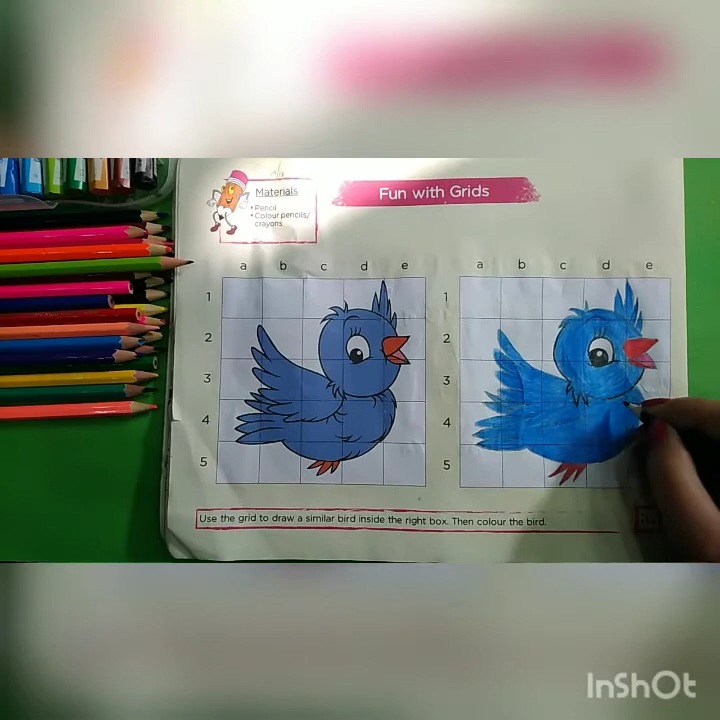 Materials
• Pencil
• Colour pencils/
crayons
Fun with Grids
a b c d e
a b c d e
1
2
3
4
5
1
2
3
4
5
Use the grid to draw a similar bird inside the right box. Then colour the bird.
InShOt